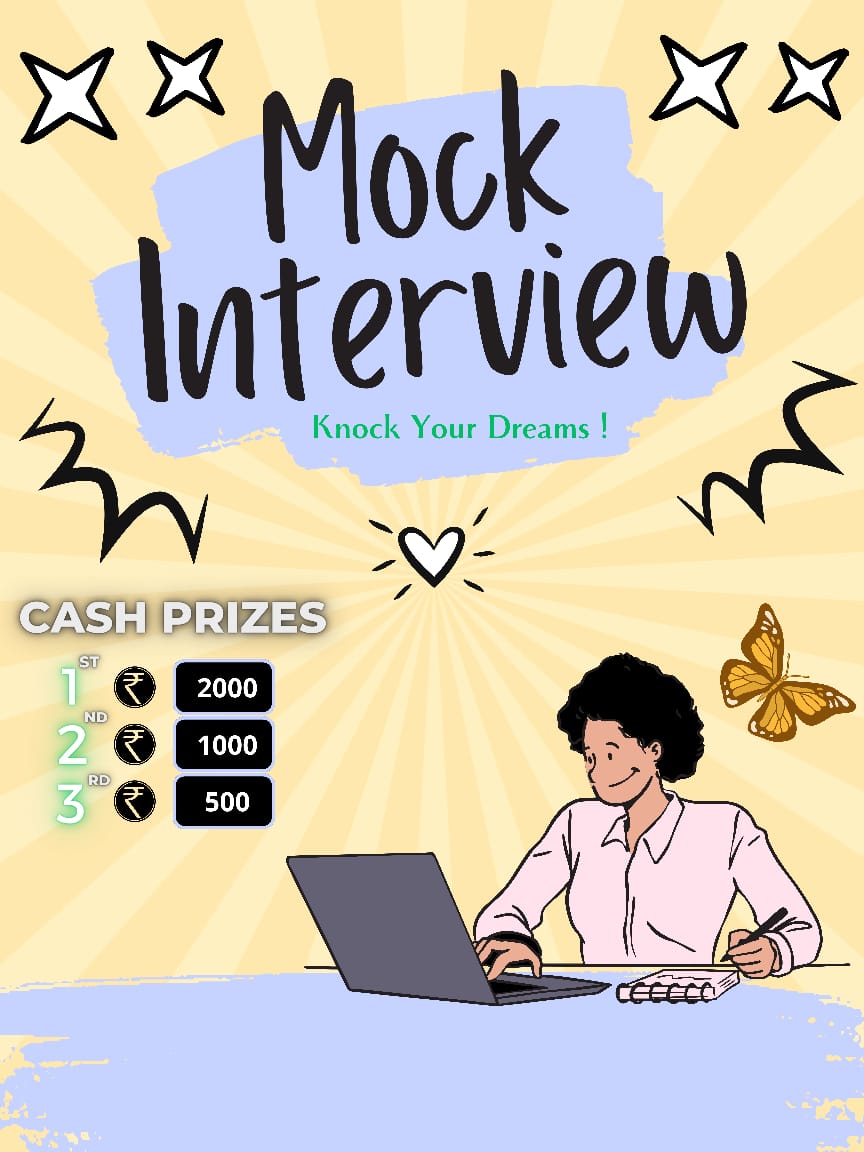 Mock
Interview
Knock Your Dreams !
CASH PRIZES
1ST ₹ 2000
2ND ₹ 1000
3RD ₹ 500